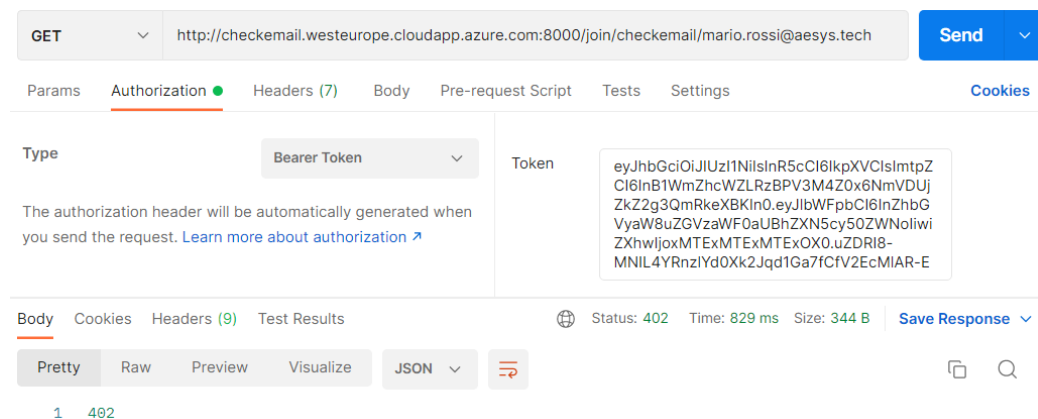 GET http://checkemail.westeurope.cloudapp.azure.com:8000/join/checkemail/mario.rossi@aesys.tech Send
Params Authorization Headers (7) Body Pre-request Script Tests Settings Cookies
Type Bearer Token
The authorization header will be automatically generated when
you send the request. Learn more about authorization ↗
Token
eyJhbGciOiJIUzI1NiIsInR5cCI6IkpXVCIsImtpZ
CI6InB1WmZhcWZLRzBPV3M4Z0x6NmVDUj
ZkZ2g3QmRkeXBKIn0.eyJlbWFpbCI6InZhbG
VyaW8uZGVzaWF0aUBhZXN5cy50ZWNoIiwi
ZXhwIjoxMTExMTExMTExOX0.uZDRI8-
MNIL4YRnzlYd0Xk2Jqd1Ga7fCfV2EcMlAR-E
Body Cookies Headers (9) Test Results Status: 402 Time: 829 ms Size: 344 B Save Response
Pretty Raw Preview Visualize JSON
1 402